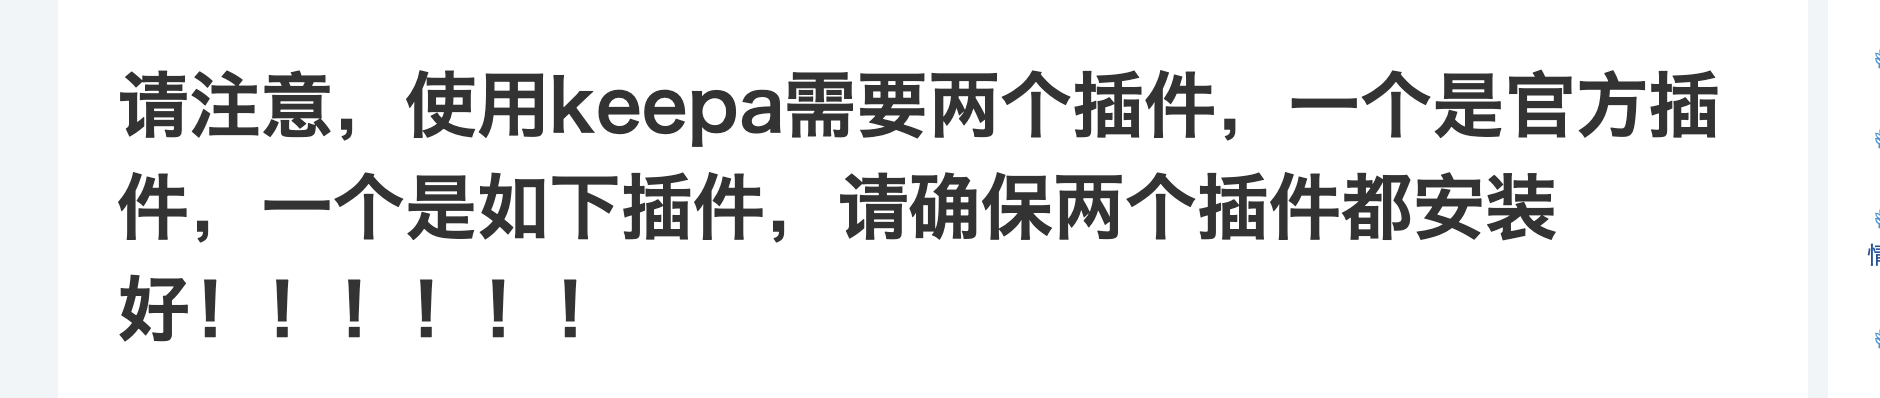 请注意，使用keepa需要两个插件，一个是官方插
件，一个是如下插件，请确保两个插件都安装
好！！！！！！
情